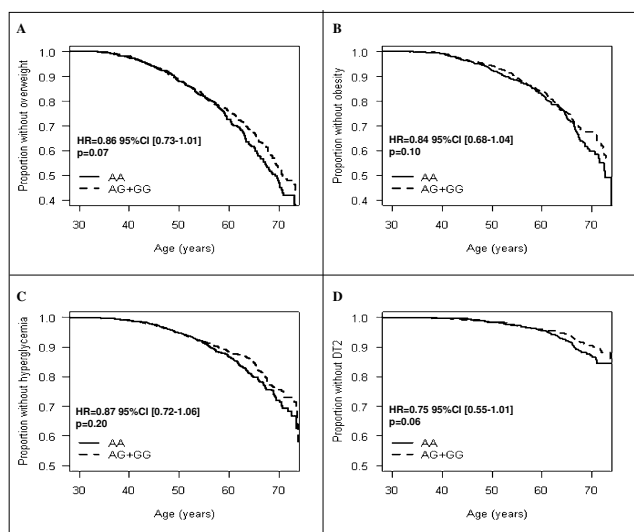 A
Proportion without overweight
1.0
0.9
0.8
0.7
0.6
0.5
0.4
HR=0.86 95%CI [0.73-1.01]
p=0.07
AA
AG+GG
30 40 50 60 70
Age (years)
B
Proportion without obesity
1.0
0.9
0.8
0.7
0.6
0.5
0.4
HR=0.84 95%CI [0.68-1.04]
p=0.10
AA
AG+GG
30 40 50 60 70
Age (years)
C
Proportion without hyperglycemia
1.0
0.9
0.8
0.7
0.6
0.5
HR=0.87 95%CI [0.72-1.06]
p=0.20
AA
AG+GG
30 40 50 60 70
Age (years)
D
Proportion without DT2
1.0
0.9
0.8
0.7
0.6
0.5
HR=0.75 95%CI [0.55-1.01]
p=0.06
AA
AG+GG
30 40 50 60 70
Age (years)